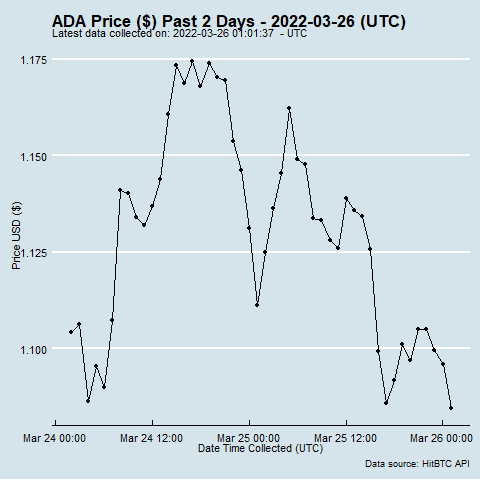 ADA Price ($) Past 2 Days - 2022-03-26 (UTC)
Latest data collected on: 2022-03-26 01:01:37  - UTC
1.175
1.150
1.125
1.100
Price USD ($)
Mar 24 00:00 Mar 24 12:00 Mar 25 00:00 Mar 25 12:00 Mar 26 00:00
Date Time Collected (UTC)
Data source: HitBTC API